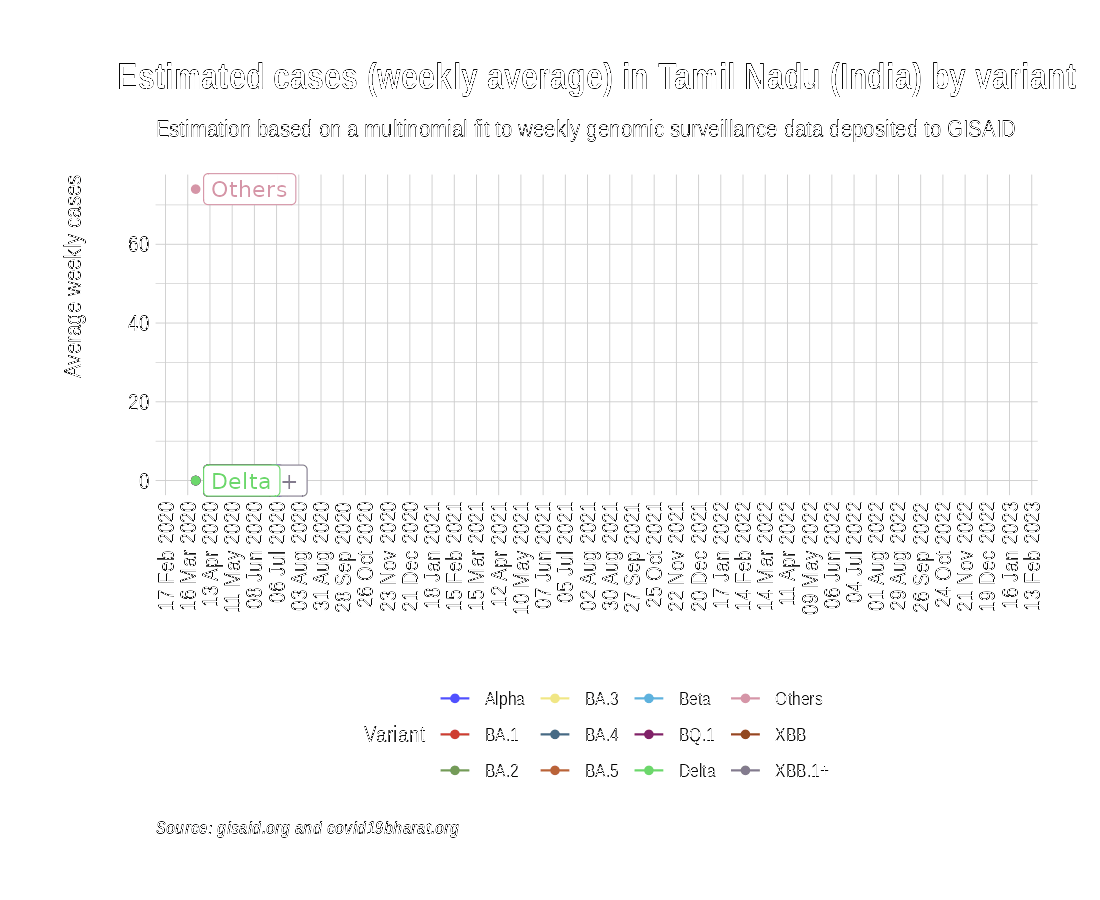 Estimated cases (weekly average) in Tamil Nadu (India) by variant
Estimation based on a multinomial fit to weekly genomic surveillance data deposited to GISAID
Average weekly cases
Others
60
40
20
0
Delta
+
17 Feb 2020
16 Mar 2020
13 Apr 2020
11 May 2020
08 Jun 2020
06 Jul 2020
03 Aug 2020
31 Aug 2020
28 Sep 2020
26 Oct 2020
23 Nov 2020
21 Dec 2020
18 Jan 2021
15 Feb 2021
15 Mar 2021
12 Apr 2021
10 May 2021
07 Jun 2021
05 Jul 2021
02 Aug 2021
30 Aug 2021
27 Sep 2021
25 Oct 2021
22 Nov 2021
20 Dec 2021
17 Jan 2022
14 Feb 2022
14 Mar 2022
11 Apr 2022
09 May 2022
06 Jun 2022
04 Jul 2022
01 Aug 2022
29 Aug 2022
26 Sep 2022
24 Oct 2022
21 Nov 2022
19 Dec 2022
16 Jan 2023
13 Feb 2023
Variant
Alpha
BA.1
BA.2
BA.3
BA.4
BA.5
Beta
BQ.1
Delta
Others
XBB
XBB.1+
Source: gisaid.org and covid19bharat.org